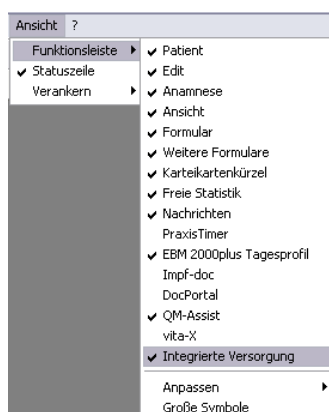 Ansicht ?
Funktionsleiste
Statuszeile
Verankern
Patient
Edit
Anamnese
Ansicht
Formular
Weitere Formulare
Karteikartenkürzel
Freie Statistik
Nachrichten
PraxisTimer
EBM 2000plus Tagesprofil
Impf-doc
DocPortal
QM-Assist
vita-X
Integrierte Versorgung
Anpassen
Große Symbole